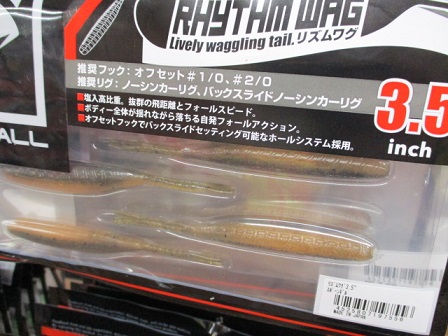 RHYTHM WAG
Lively waggling tail. リズムワグ
推奨フック：オフセット＃1/0、＃2/0
推奨リグ：ノーシンカーリグ、バックスライドノーシンカーリグ
■塩入高比重。抜群の飛距離とフォールスピード。
■ボディー全体が揺れながら落ちる自発フォールアクション。
■オフセットフックでバックスライドセッティング可能なホールシステム採用。
3.5
inch
ALL
MADE IN JAPAN